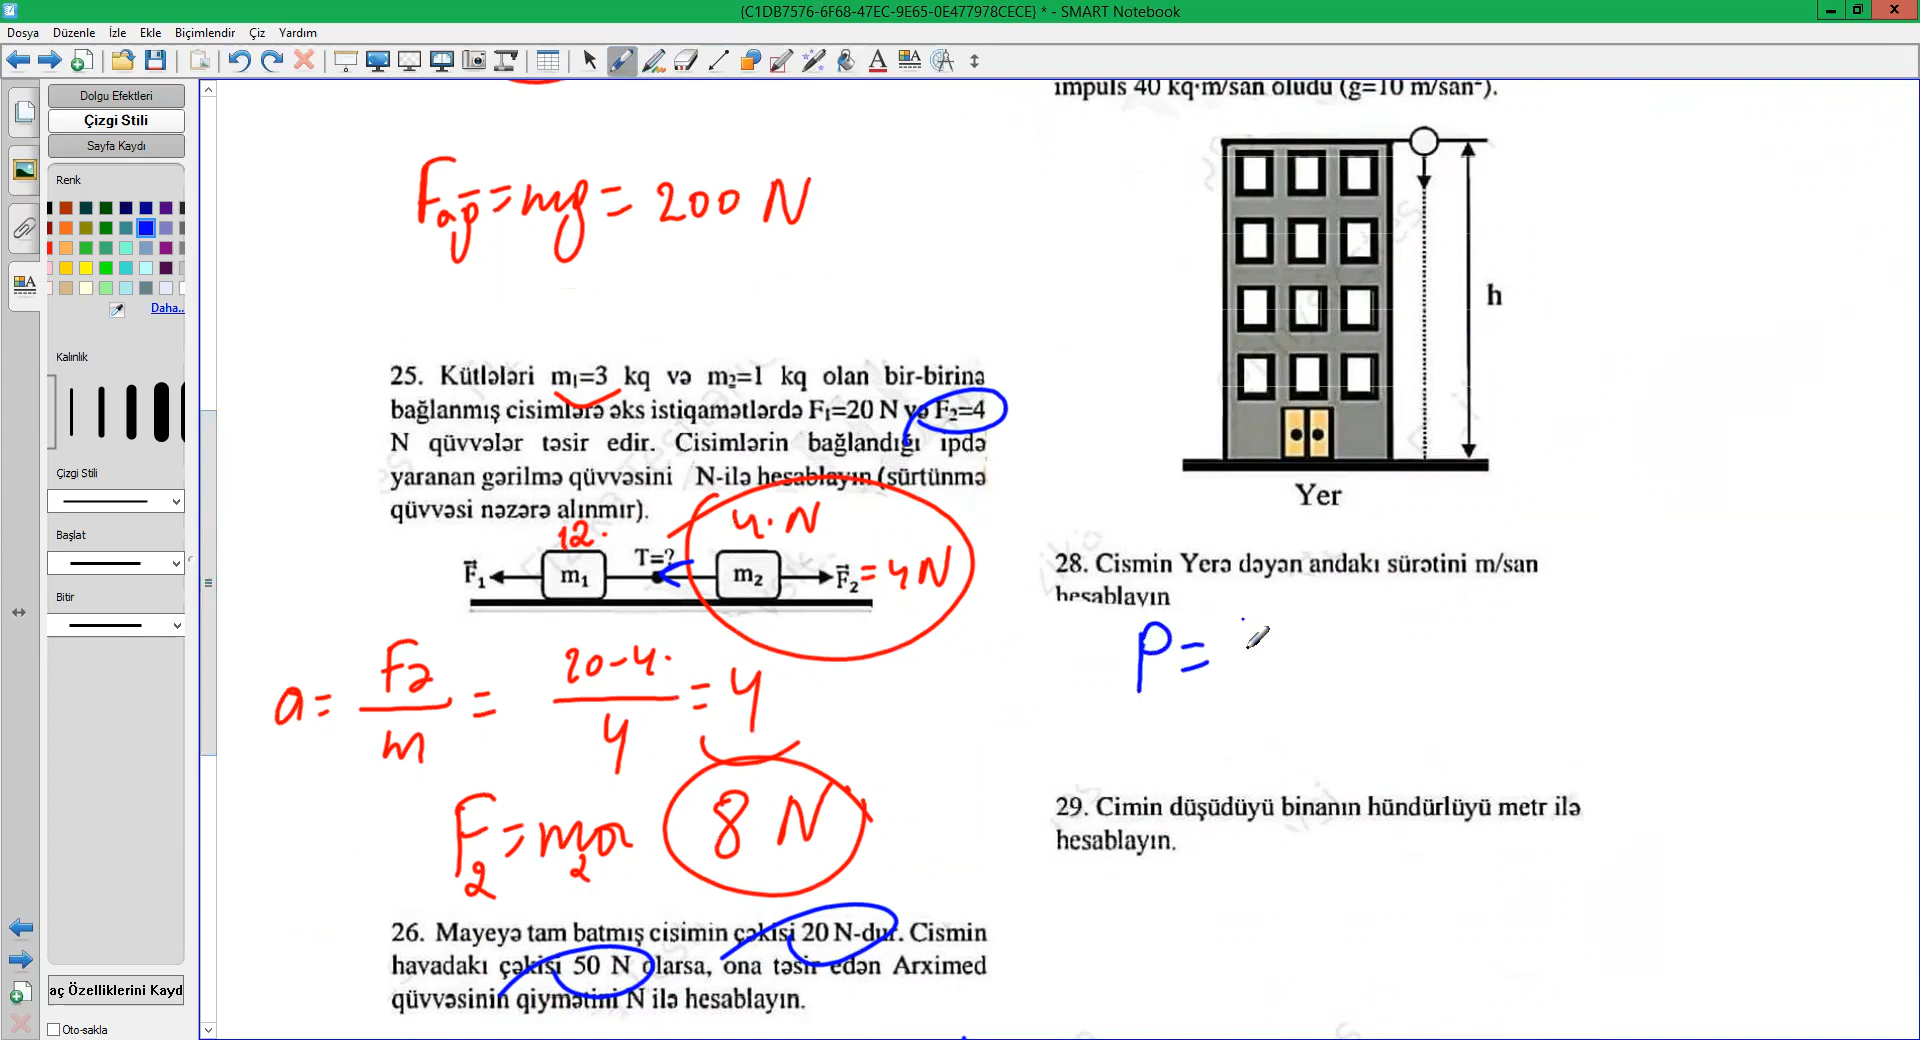 {C1DB7576-6F68-47EC-9E65-0E477978CECE} * - SMART Notebook
Dosya Düzenle İzle Ekle Biçimlendir Çiz Yardım
Dolgu Efektleri
Çizgi Stili
Sayfa Kaydı
Renk
Daha..
Kalınlık
Çizgi Stili
Başlat
Bitir
aç Özelliklerini Kayd
Oto-sakla
Fap = mg = 200 N
25. Kütlələri m₁=3 kq və m₂=1 kq olan bir-birinə
bağlanmış cisimlərə əks istiqamətlərdə F₁=20 N və F₂=4
N qüvvələr təsir edir. Cisimlərin bağlandığı ipdə
yaranan gərilmə qüvvəsini N-ilə hesablayın (sürtünmə
qüvvəsi nəzərə alınmır).
12. 4. N
F₁ m₁ T=? m₂ F₂ = 4N
a = Fə/m = 20-4./4 = 4
F₂ = m₂a 8 N
26. Mayeyə tam batmış cisimin çəkisi 20 N-dur. Cismin
havadakı çəkisi 50 N olarsa, ona təsir edən Arximed
qüvvəsinin qiymətini N ilə hesablayın.
impuls 40 kq·m/san oludu (g=10 m/san²).
h
Yer
28. Cismin Yerə dəyən andakı sürətini m/san
hesablayın
P=
29. Cimin düşüdüyü binanın hündürlüyü metr ilə
hesablayın.